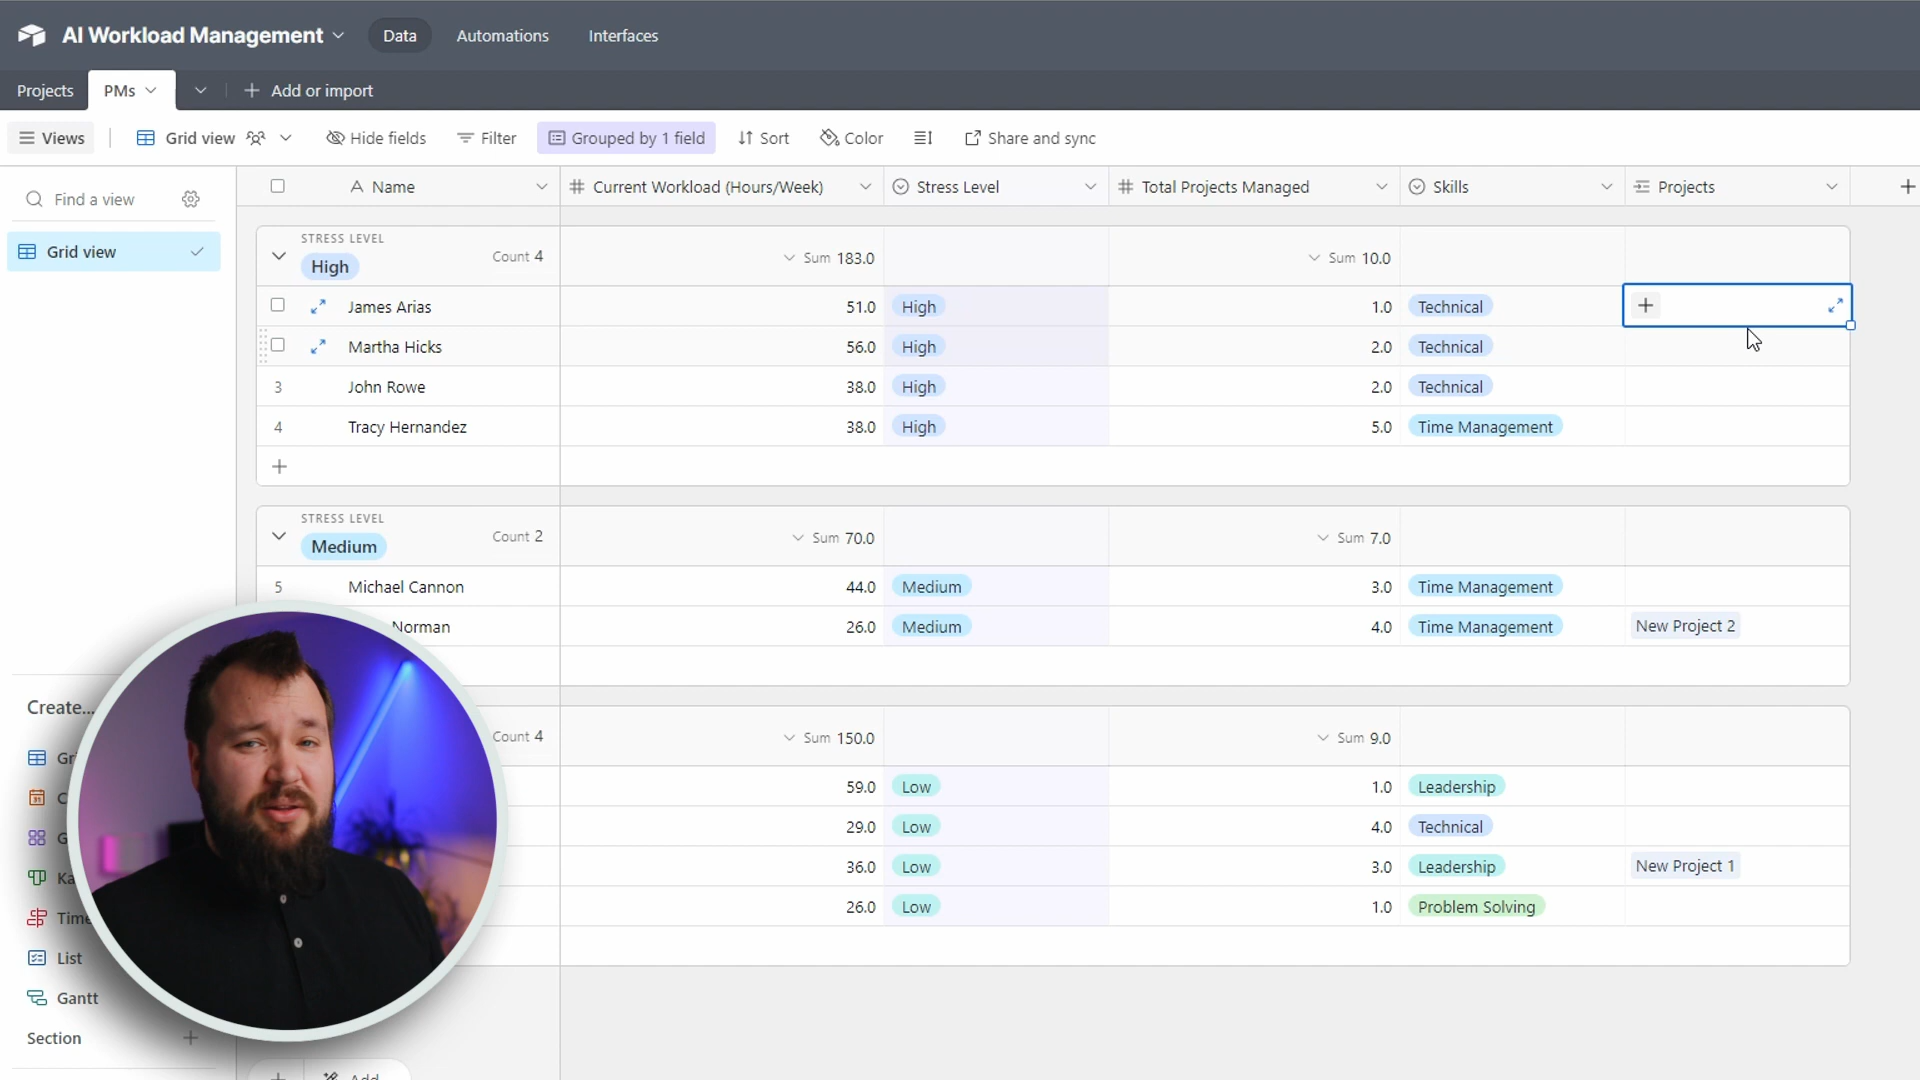 AI Workload Management Data Automations Interfaces
Projects PMs Add or import
Views Grid view Hide fields Filter Grouped by 1 field Sort Color Share and sync
Find a view
Grid view
Name Current Workload (Hours/Week) Stress Level Total Projects Managed Skills Projects
STRESS LEVEL
High Count 4 Sum 183.0 Sum 10.0
James Arias 51.0 High 1.0 Technical
Martha Hicks 56.0 High 2.0 Technical
3 John Rowe 38.0 High 2.0 Technical
4 Tracy Hernandez 38.0 High 5.0 Time Management
STRESS LEVEL
Medium Count 2 Sum 70.0 Sum 7.0
5 Michael Cannon 44.0 Medium 3.0 Time Management
Norman 26.0 Medium 4.0 Time Management New Project 2
Count 4 Sum 150.0 Sum 9.0
59.0 Low 1.0 Leadership
29.0 Low 4.0 Technical
36.0 Low 3.0 Leadership New Project 1
26.0 Low 1.0 Problem Solving
Create...
List
Gantt
Section
Add